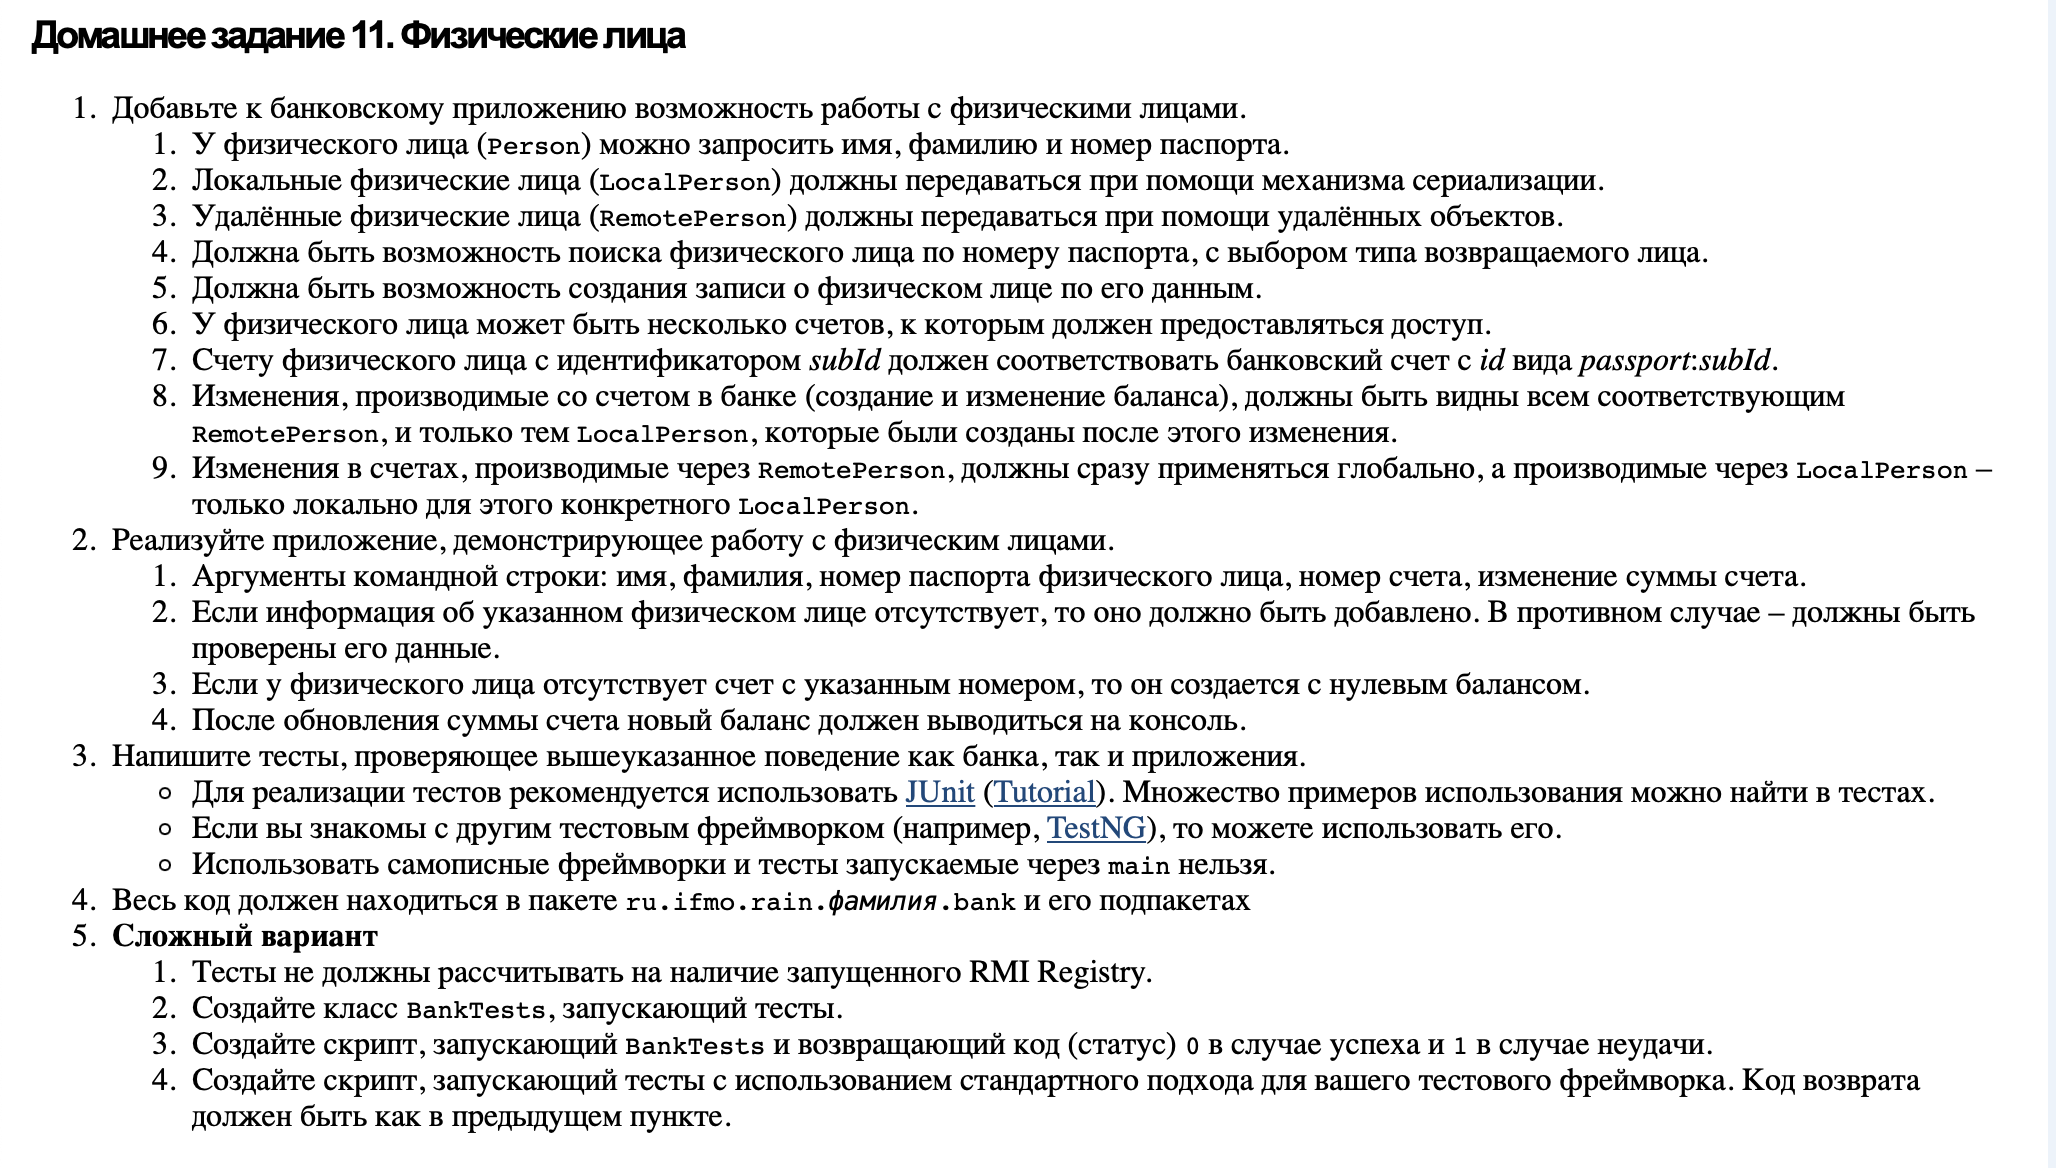 Домашнее задание 11. Физические лица
1. Добавьте к банковскому приложению возможность работы с физическими лицами.
1. У физического лица (Person) можно запросить имя, фамилию и номер паспорта.
2. Локальные физические лица (LocalPerson) должны передаваться при помощи механизма сериализации.
3. Удалённые физические лица (RemotePerson) должны передаваться при помощи удалённых объектов.
4. Должна быть возможность поиска физического лица по номеру паспорта, с выбором типа возвращаемого лица.
5. Должна быть возможность создания записи о физическом лице по его данным.
6. У физического лица может быть несколько счетов, к которым должен предоставляться доступ.
7. Счету физического лица с идентификатором subId должен соответствовать банковский счет с id вида passport:subId.
8. Изменения, производимые со счетом в банке (создание и изменение баланса), должны быть видны всем соответствующим
RemotePerson, и только тем LocalPerson, которые были созданы после этого изменения.
9. Изменения в счетах, производимые через RemotePerson, должны сразу применяться глобально, а производимые через LocalPerson –
только локально для этого конкретного LocalPerson.
2. Реализуйте приложение, демонстрирующее работу с физическим лицами.
1. Аргументы командной строки: имя, фамилия, номер паспорта физического лица, номер счета, изменение суммы счета.
2. Если информация об указанном физическом лице отсутствует, то оно должно быть добавлено. В противном случае – должны быть
проверены его данные.
3. Если у физического лица отсутствует счет с указанным номером, то он создается с нулевым балансом.
4. После обновления суммы счета новый баланс должен выводиться на консоль.
3. Напишите тесты, проверяющее вышеуказанное поведение как банка, так и приложения.
◦ Для реализации тестов рекомендуется использовать JUnit (Tutorial). Множество примеров использования можно найти в тестах.
◦ Если вы знакомы с другим тестовым фреймворком (например, TestNG), то можете использовать его.
◦ Использовать самописные фреймворки и тесты запускаемые через main нельзя.
4. Весь код должен находиться в пакете ru.ifmo.rain.фамилия.bank и его подпакетах
5. Сложный вариант
1. Тесты не должны рассчитывать на наличие запущенного RMI Registry.
2. Создайте класс BankTests, запускающий тесты.
3. Создайте скрипт, запускающий BankTests и возвращающий код (статус) 0 в случае успеха и 1 в случае неудачи.
4. Создайте скрипт, запускающий тесты с использованием стандартного подхода для вашего тестового фреймворка. Код возврата
должен быть как в предыдущем пункте.